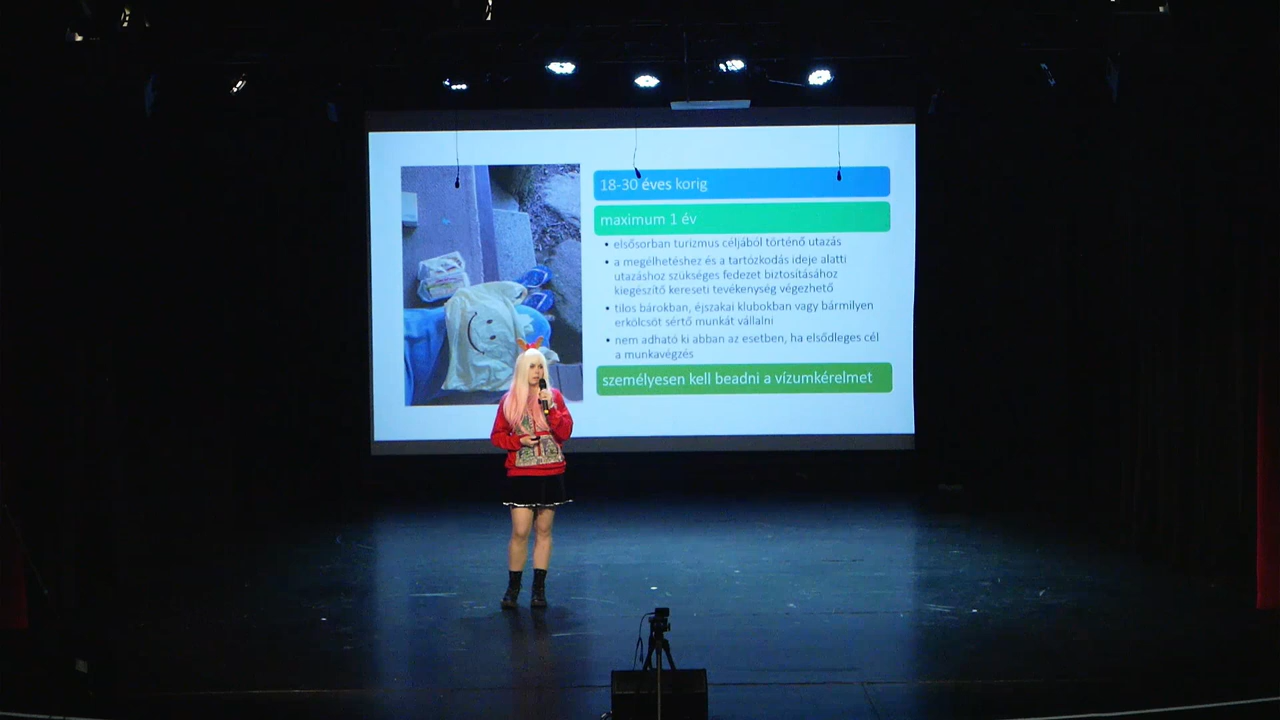 18-30 éves korig
maximum 1 év
• elsősorban turizmus céljából történő utazás
• a megélhetéshez és a tartózkodás ideje alatti
utazáshoz szükséges fedezet biztosításához
kiegészítő kereseti tevékenység végezhető
• tilos bárokban, éjszakai klubokban vagy bármilyen
erkölcsöt sértő munkát vállalni
• nem adható ki abban az esetben, ha elsődleges cél
a munkavégzés
személyesen kell beadni a vízumkérelmet